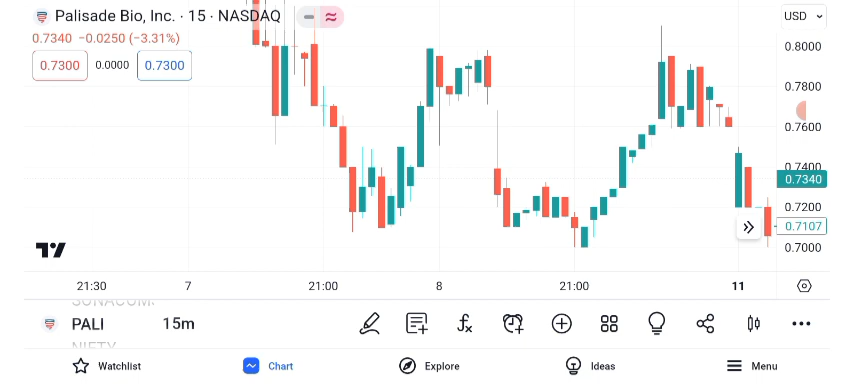 Palisade Bio, Inc. · 15 · NASDAQ
USD
0.7340 −0.0250 (−3.31%)
0.7300 0.0000 0.7300
0.8000
0.7800
0.7600
0.7400
0.7340
0.7200
0.7107
0.7000
21:30 7 21:00 8 21:00 11
PALI 15m
NIFTY
Watchlist Chart Explore Ideas Menu